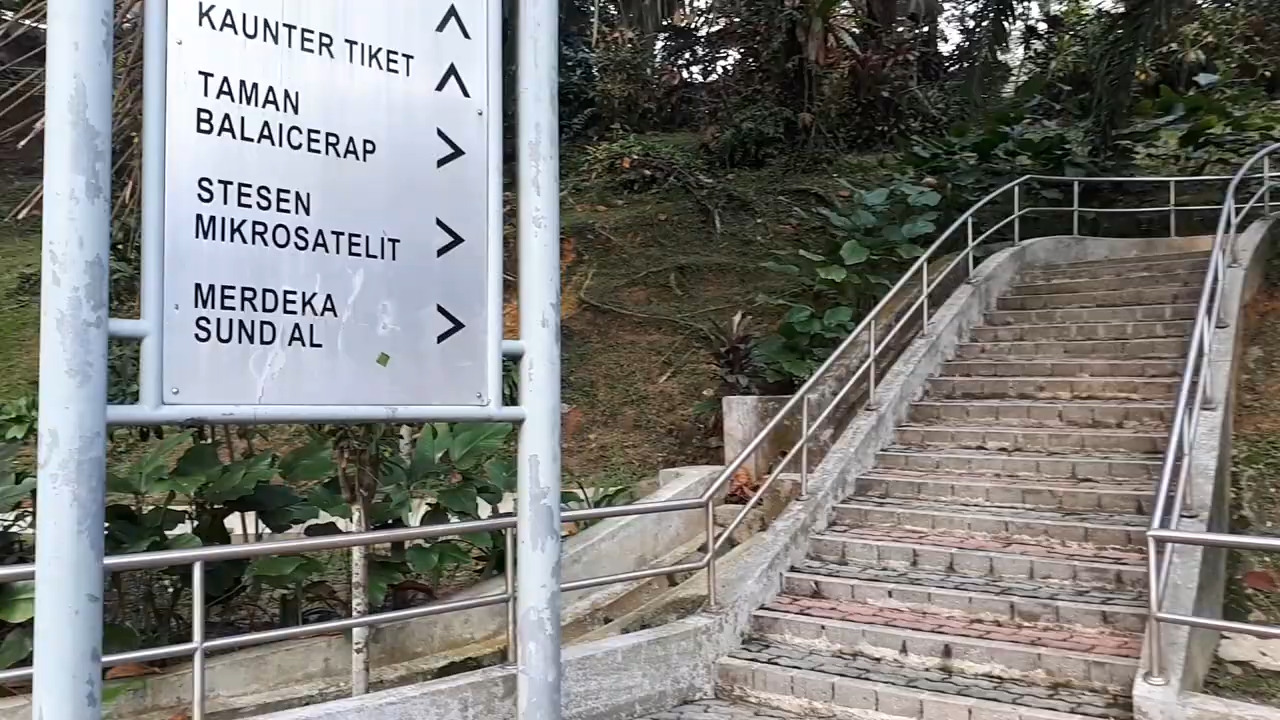 KAUNTER TIKET
TAMAN
BALAICERAP
STESEN
MIKROSATELIT
MERDEKA
SUND AL